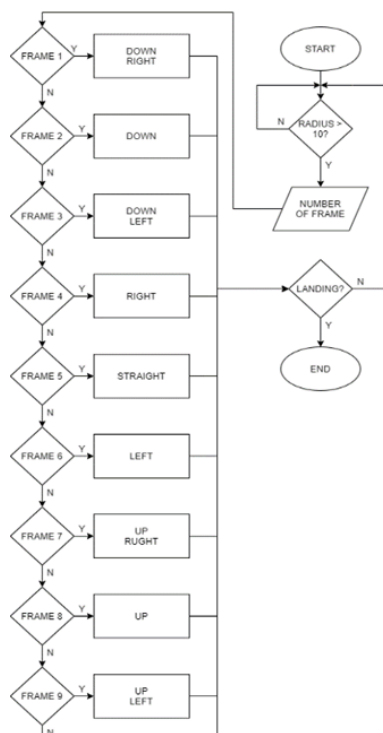 START
RADIUS >
10?
N
Y
NUMBER
OF FRAME
FRAME 1
Y
DOWN
RIGHT
N
FRAME 2
Y
DOWN
N
FRAME 3
Y
DOWN
LEFT
N
FRAME 4
Y
RIGHT
N
LANDING?
N
Y
END
FRAME 5
Y
STRAIGHT
N
FRAME 6
Y
LEFT
N
FRAME 7
Y
UP
RUGHT
N
FRAME 8
Y
UP
N
FRAME 9
Y
UP
LEFT
N